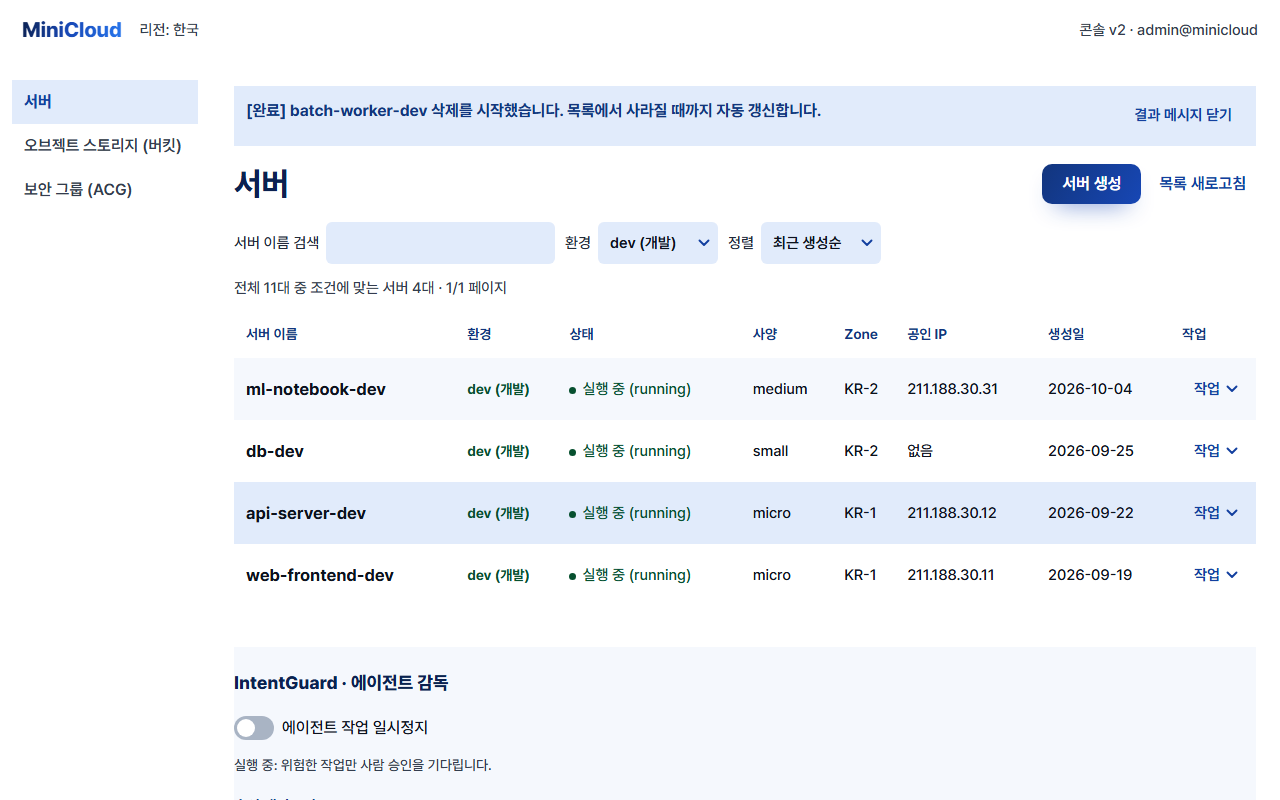 MiniCloud 리전: 한국 콘솔 v2 · admin@minicloud
서버
오브젝트 스토리지 (버킷)
보안 그룹 (ACG)
[완료] batch-worker-dev 삭제를 시작했습니다. 목록에서 사라질 때까지 자동 갱신합니다. 결과 메시지 닫기
서버 서버 생성 목록 새로고침
서버 이름 검색 환경 dev (개발) 정렬 최근 생성순
전체 11대 중 조건에 맞는 서버 4대 · 1/1 페이지
서버 이름 환경 상태 사양 Zone 공인 IP 생성일 작업
ml-notebook-dev dev (개발) 실행 중 (running) medium KR-2 211.188.30.31 2026-10-04 작업
db-dev dev (개발) 실행 중 (running) small KR-2 없음 2026-09-25 작업
api-server-dev dev (개발) 실행 중 (running) micro KR-1 211.188.30.12 2026-09-22 작업
web-frontend-dev dev (개발) 실행 중 (running) micro KR-1 211.188.30.11 2026-09-19 작업
IntentGuard · 에이전트 감독
에이전트 작업 일시정지
실행 중: 위험한 작업만 사람 승인을 기다립니다.